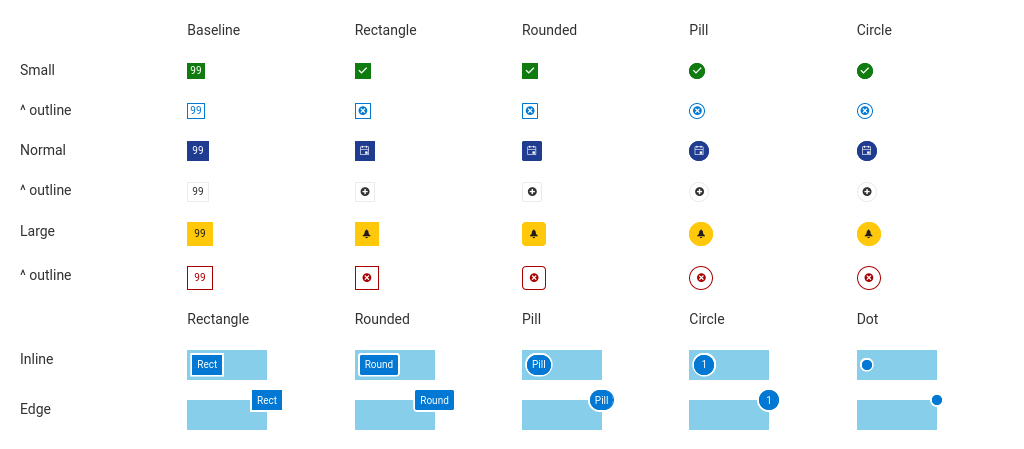 Baseline Rectangle Rounded Pill Circle
Small 99
^ outline 99
Normal 99
^ outline 99
Large 99
^ outline 99
Rectangle Rounded Pill Circle Dot
Inline Rect Round Pill 1
Edge Rect Round Pill 1